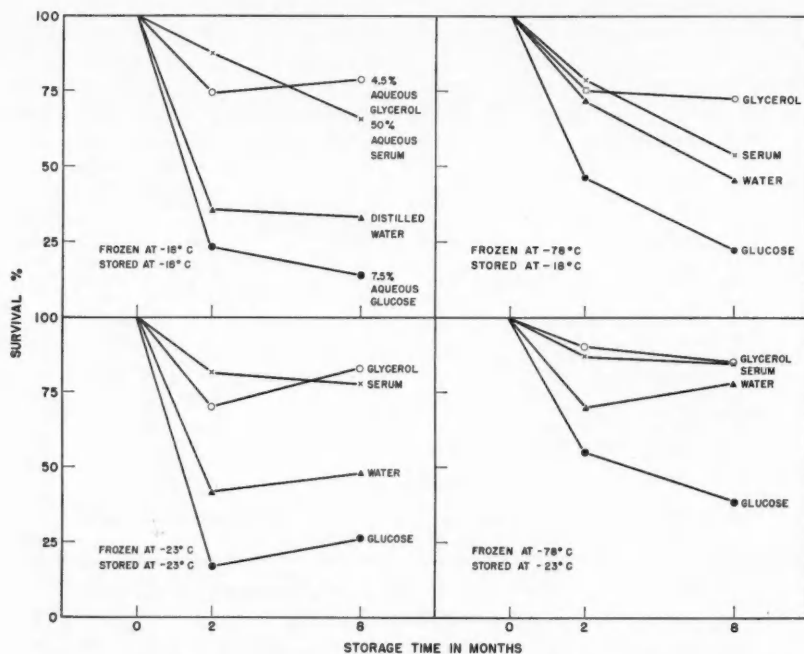 100
75
50
25
0
SURVIVAL %
4.5%
AQUEOUS
GLYCEROL
50%
AQUEOUS
SERUM
DISTILLED
WATER
7.5%
AQUEOUS
GLUCOSE
FROZEN AT -18° C
STORED AT -18° C
GLYCEROL
SERUM
WATER
GLUCOSE
FROZEN AT -78° C
STORED AT -18° C
100
75
50
25
0
GLYCEROL
SERUM
WATER
GLUCOSE
FROZEN AT -23° C
STORED AT -23° C
GLYCEROL
SERUM
WATER
GLUCOSE
FROZEN AT -78° C
STORED AT -23° C
0 2 8 0 2 8
STORAGE TIME IN MONTHS